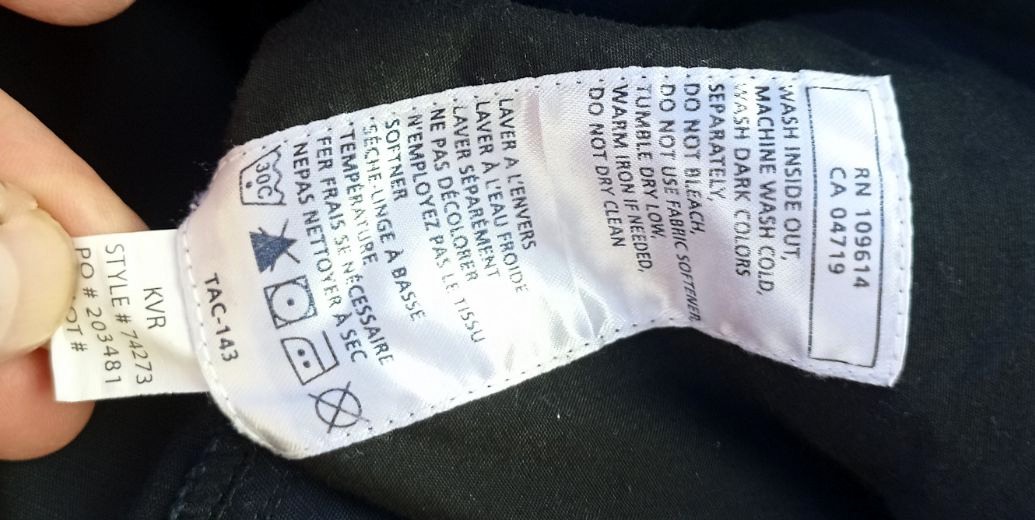 RN 109614
CA 04719
WASH INSIDE OUT,
MACHINE WASH COLD,
WASH DARK COLORS
SEPARATELY,
DO NOT BLEACH,
DO NOT USE FABRIC SOFTENER,
TUMBLE DRY LOW,
WARM IRON IF NEEDED,
DO NOT DRY CLEAN
LAVER A L'ENVERS
LAVER À L'EAU FROIDE
LAVER SÉPARÉMENT
NE PAS DÉCOLORER
N'EMPLOYEZ PAS LE TISSU
SOFTNER
SÈCHE-LINGE À BASSE
TEMPÉRATURE,
FER FRAIS SI NÉCESSAIRE
NEPAS NETTOYER À SEC
30C
TAC-143
KVR
STYLE# 74273
PO # 203481